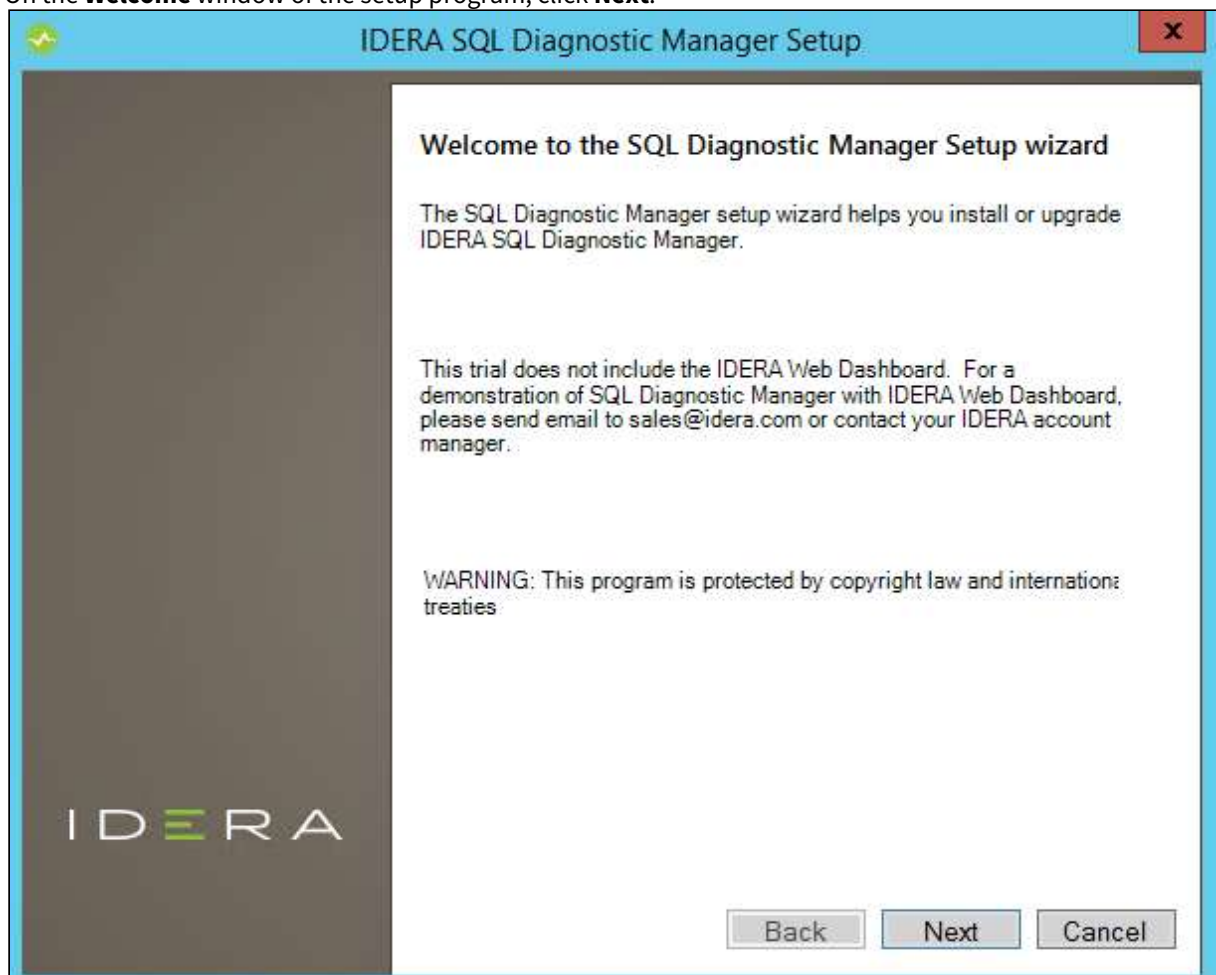 On the Welcome window of the setup program, click Next.
IDERA SQL Diagnostic Manager Setup
x
Welcome to the SQL Diagnostic Manager Setup wizard
The SQL Diagnostic Manager setup wizard helps you install or upgrade
IDERA SQL Diagnostic Manager.
This trial does not include the IDERA Web Dashboard.  For a
demonstration of SQL Diagnostic Manager with IDERA Web Dashboard,
please send email to sales@idera.com or contact your IDERA account
manager.
WARNING: This program is protected by copyright law and
treaties
IDERA
Back Next Cancel